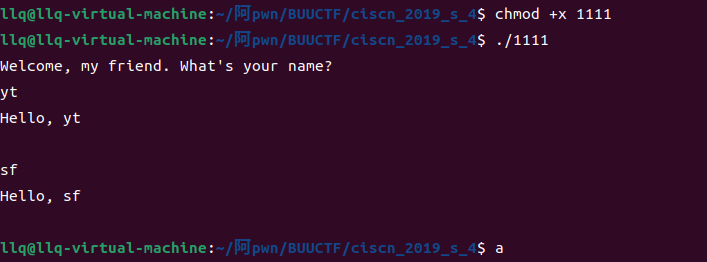 llq@llq-virtual-machine:~/阿pwn/BUUCTF/ciscn_2019_s_4$ chmod +x 1111
llq@llq-virtual-machine:~/阿pwn/BUUCTF/ciscn_2019_s_4$ ./1111
Welcome, my friend. What's your name?
yt
Hello, yt
sf
Hello, sf
llq@llq-virtual-machine:~/阿pwn/BUUCTF/ciscn_2019_s_4$ a